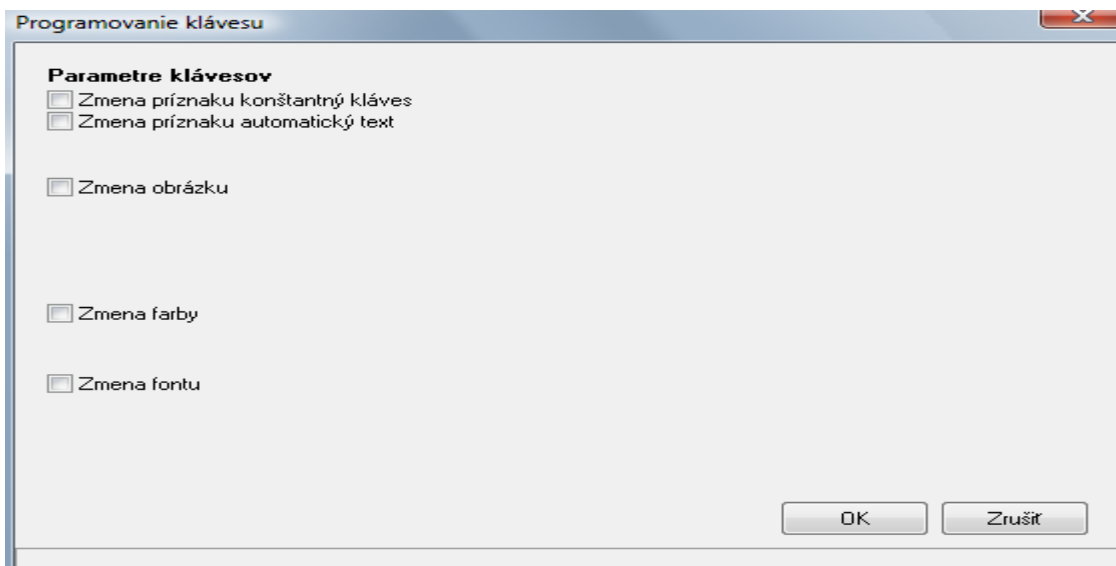 Programovanie klávesu
Parametre klávesov
Zmena príznaku konštantný kláves
Zmena príznaku automatický text
Zmena obrázku
Zmena farby
Zmena fontu
OK Zrušiť